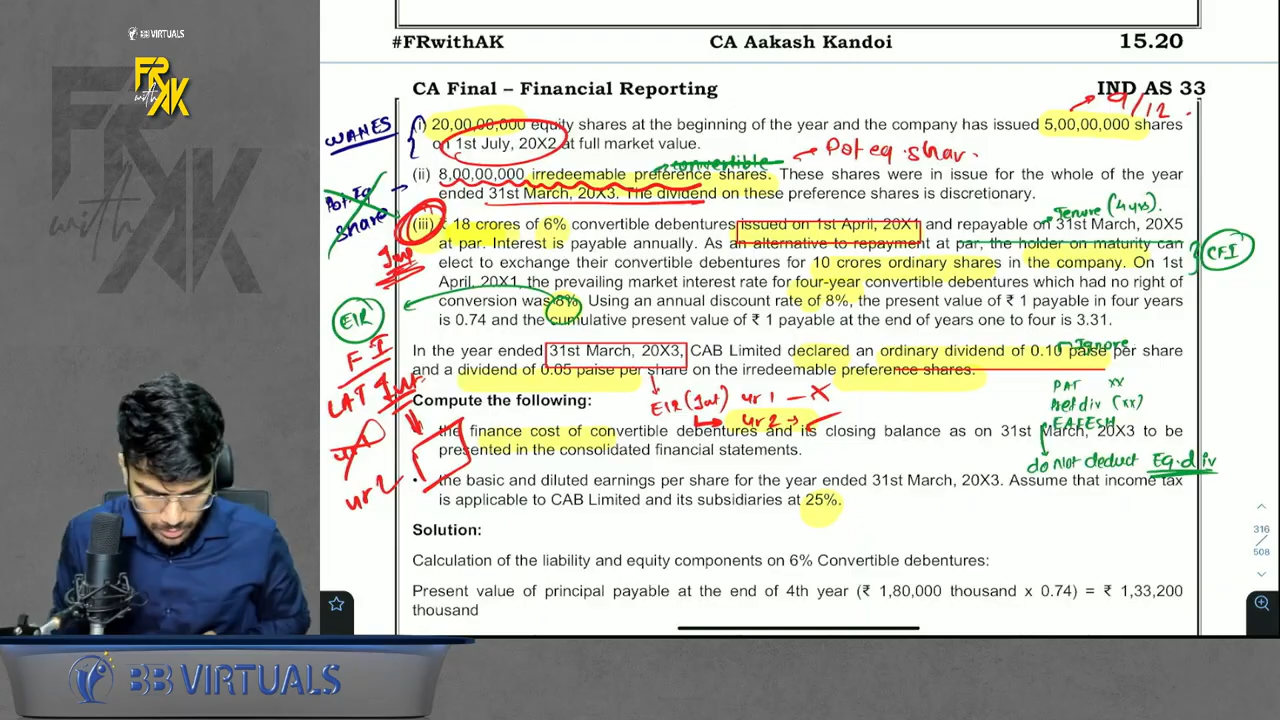 BB VIRTUALS
FR
with
AK
#FRwithAK CA Aakash Kandoi 15.20
CA Final – Financial Reporting IND AS 33
9/12
WANES
(i) 20,00,00,000 equity shares at the beginning of the year and the company has issued 5,00,00,000 shares
on 1st July, 20X2 at full market value.
convertible
Pot eq. shar.
(ii) 8,00,00,000 irredeemable preference shares. These shares were in issue for the whole of the year
ended 31st March, 20X3. The dividend on these preference shares is discretionary.
Pot Eq
share
Tenure (4 yrs).
(iii) ₹ 18 crores of 6% convertible debentures issued on 1st April, 20X1 and repayable on 31st March, 20X5
at par. Interest is payable annually. As an alternative to repayment at par, the holder on maturity can
CFI
Int
elect to exchange their convertible debentures for 10 crores ordinary shares in the company. On 1st
April, 20X1, the prevailing market interest rate for four-year convertible debentures which had no right of
conversion was 8%. Using an annual discount rate of 8%, the present value of ₹ 1 payable in four years
EIR
is 0.74 and the cumulative present value of ₹ 1 payable at the end of years one to four is 3.31.
F I
Ignore
In the year ended 31st March, 20X3, CAB Limited declared an ordinary dividend of 0.10 paise per share
and a dividend of 0.05 paise per share on the irredeemable preference shares.
LAT Int.
PAT xx
Pref div (xx)
EAFESH
EIR (Int) yr 1 – X
yr 2 →
Compute the following:
• the finance cost of convertible debentures and its closing balance as on 31st March, 20X3 to be
presented in the consolidated financial statements.
do not deduct Eq. div
yr 2
• the basic and diluted earnings per share for the year ended 31st March, 20X3. Assume that income tax
is applicable to CAB Limited and its subsidiaries at 25%.
Solution:
316
508
Calculation of the liability and equity components on 6% Convertible debentures:
Present value of principal payable at the end of 4th year (₹ 1,80,000 thousand x 0.74) = ₹ 1,33,200
thousand
BB VIRTUALS